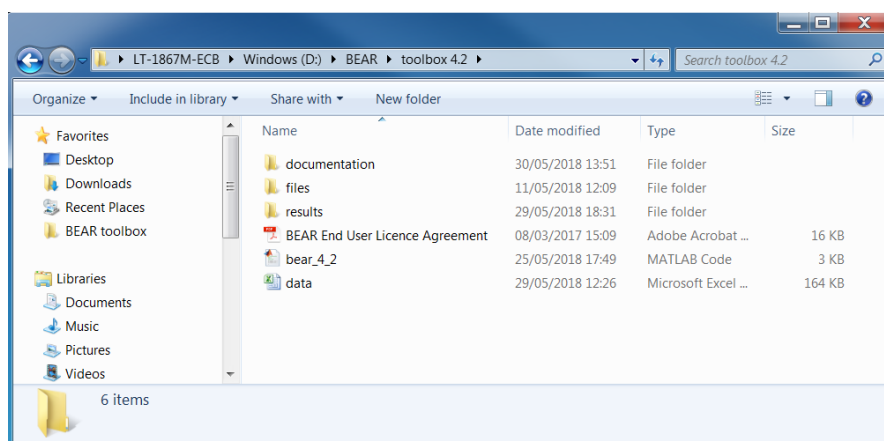 LT-1867M-ECB ▸ Windows (D:) ▸ BEAR ▸ toolbox 4.2 ▸
Search toolbox 4.2
Organize Include in library Share with New folder
Favorites
Desktop
Downloads
Recent Places
BEAR toolbox
Libraries
Documents
Music
Pictures
Videos
Name Date modified Type Size
documentation 30/05/2018 13:51 File folder
files 11/05/2018 12:09 File folder
results 29/05/2018 18:31 File folder
BEAR End User Licence Agreement 08/03/2017 15:09 Adobe Acrobat ... 16 KB
bear_4_2 25/05/2018 17:49 MATLAB Code 3 KB
data 29/05/2018 12:26 Microsoft Excel ... 164 KB
6 items